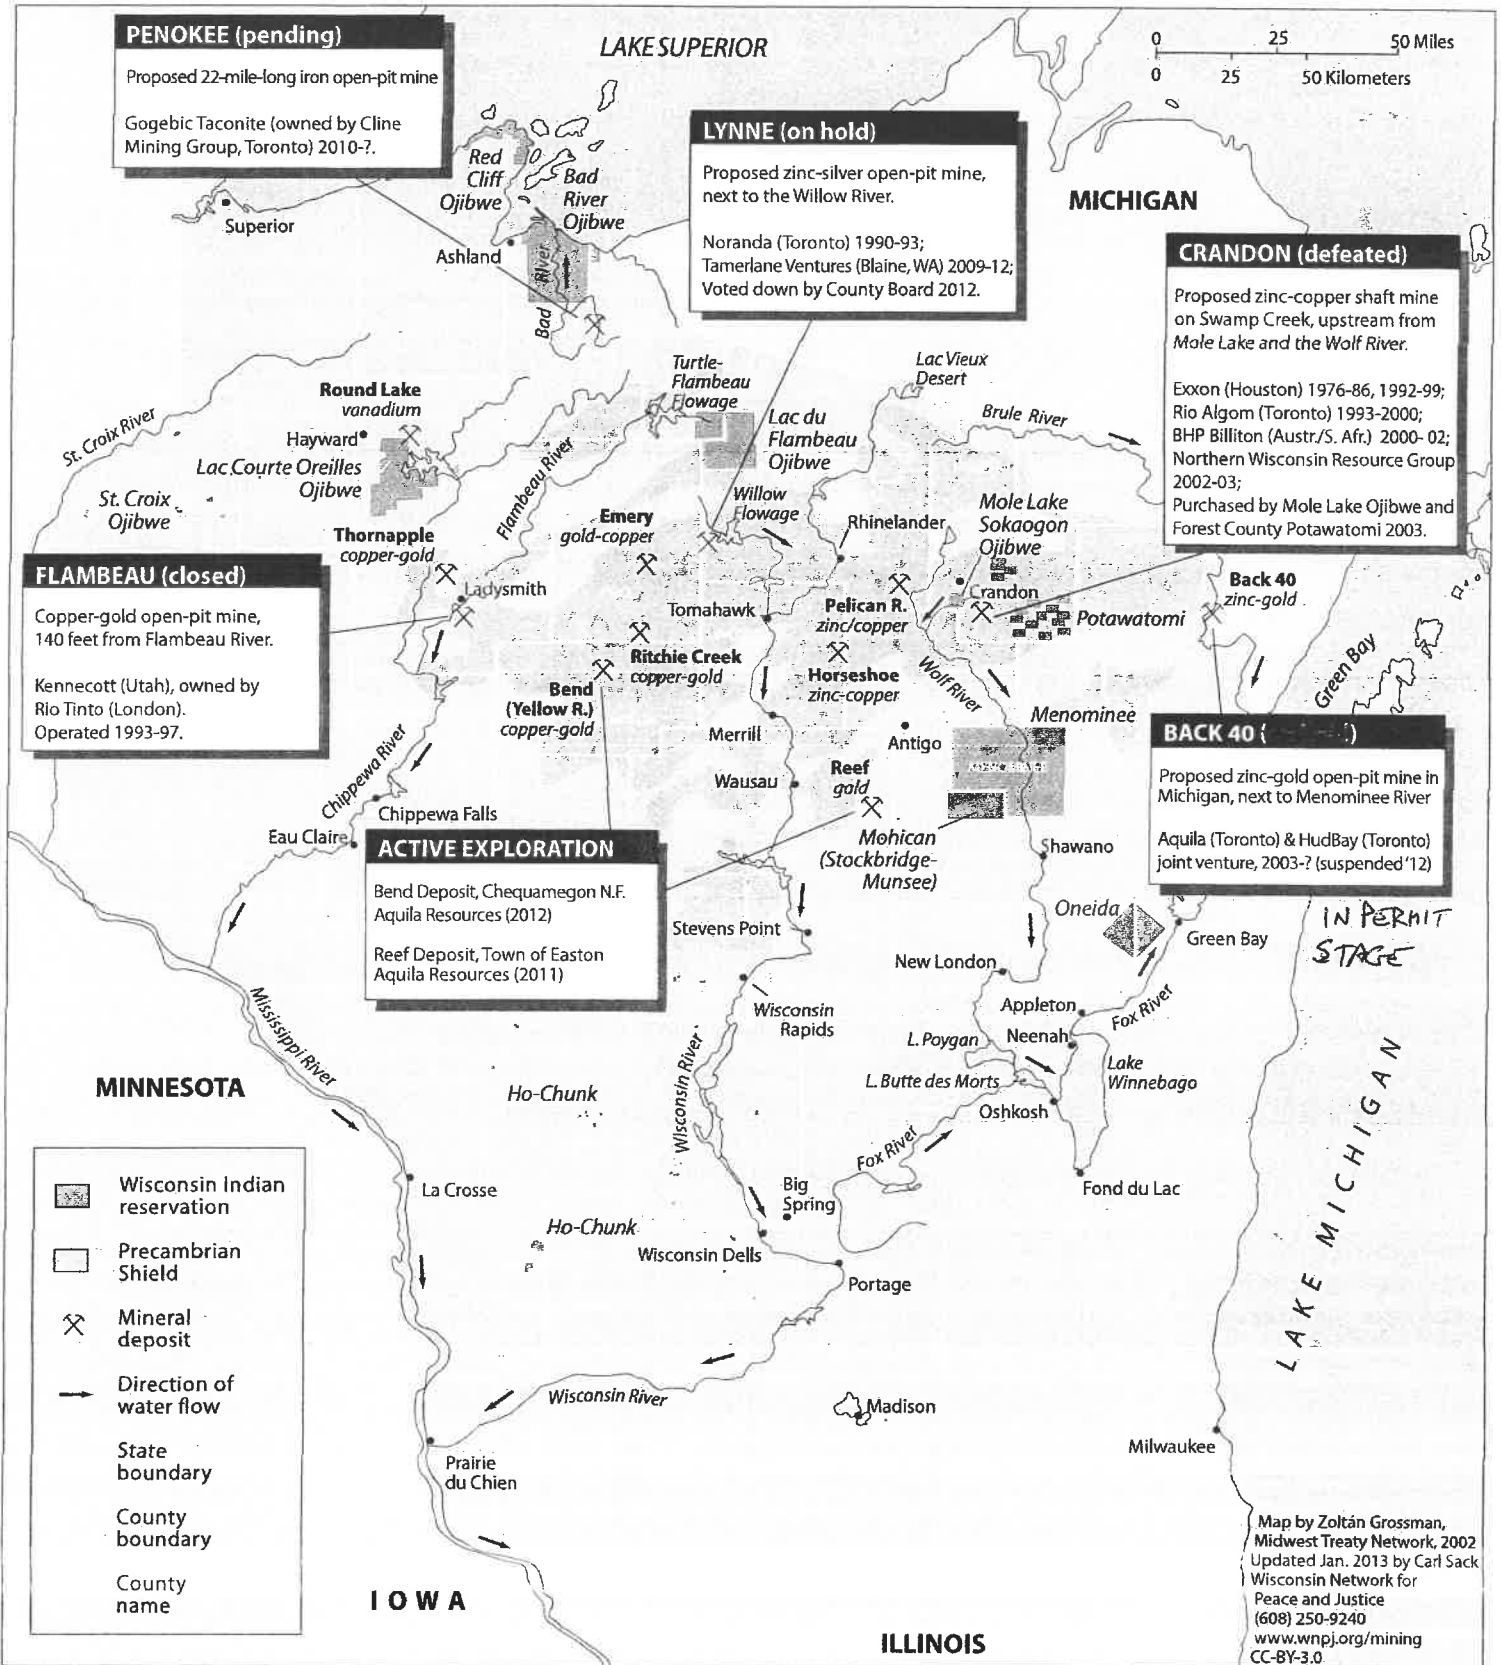 PENOKEE (pending)
Proposed 22-mile-long iron open-pit mine
Gogebic Taconite (owned by Cline
Mining Group, Toronto) 2010-?.
LAKE SUPERIOR
0 25 50 Miles
0 25 50 Kilometers
LYNNE (on hold)
Proposed zinc-silver open-pit mine,
next to the Willow River.
Noranda (Toronto) 1990-93;
Tamerlane Ventures (Blaine, WA) 2009-12;
Voted down by County Board 2012.
MICHIGAN
CRANDON (defeated)
Proposed zinc-copper shaft mine
on Swamp Creek, upstream from
Mole Lake and the Wolf River.
Exxon (Houston) 1976-86, 1992-99;
Rio Algom (Toronto) 1993-2000;
BHP Billiton (Austr./S. Afr.) 2000- 02;
Northern Wisconsin Resource Group
2002-03;
Purchased by Mole Lake Ojibwe and
Forest County Potawatomi 2003.
Red
Cliff
Ojibwe
Bad
River
Ojibwe
Superior
Ashland
Bad River
Round Lake
vanadium
Hayward
Lac Courte Oreilles
Ojibwe
St. Croix River
St. Croix
Ojibwe
Turtle-
Flambeau
Flowage
Lac du
Flambeau
Ojibwe
Lac Vieux
Desert
Brule River
Flambeau River
Willow
Flowage
Rhinelander
Mole Lake
Sokaogon
Ojibwe
Crandon
Potawatomi
Thornapple
copper-gold
Emery
gold-copper
Ladysmith
Tomahawk
Pelican R.
zinc/copper
Back 40
zinc-gold
Green Bay
FLAMBEAU (closed)
Copper-gold open-pit mine,
140 feet from Flambeau River.
Kennecott (Utah), owned by
Rio Tinto (London).
Operated 1993-97.
Ritchie Creek
copper-gold
Bend
(Yellow R.)
copper-gold
Horseshoe
zinc-copper
Wolf River
Menominee
Merrill
Antigo
Wausau
Reef
gold
Mohican
(Stockbridge-
Munsee)
Shawano
BACK 40 ( )
Proposed zinc-gold open-pit mine in
Michigan, next to Menominee River
Aquila (Toronto) & HudBay (Toronto)
joint venture, 2003-? (suspended '12)
IN PERMIT
STAGE
Chippewa River
Chippewa Falls
Eau Claire
ACTIVE EXPLORATION
Bend Deposit, Chequamegon N.F.
Aquila Resources (2012)
Reef Deposit, Town of Easton
Aquila Resources (2011)
Stevens Point
Oneida
Green Bay
New London
Appleton
Fox River
Neenah
Wisconsin
Rapids
L. Poygan
L. Butte des Morts
Lake
Winnebago
Oshkosh
Fond du Lac
Mississippi River
MINNESOTA
Ho-Chunk
Wisconsin River
Fox River
Big
Spring
LAKE MICHIGAN
La Crosse
Ho-Chunk
Wisconsin Dells
Portage
Wisconsin River
Madison
Milwaukee
Prairie
du Chien
Wisconsin Indian
reservation
Precambrian
Shield
Mineral
deposit
Direction of
water flow
State
boundary
County
boundary
County
name
IOWA
ILLINOIS
Map by Zoltán Grossman,
Midwest Treaty Network, 2002
Updated Jan. 2013 by Carl Sack
Wisconsin Network for
Peace and Justice
(608) 250-9240
www.wnpj.org/mining
CC-BY-3.0